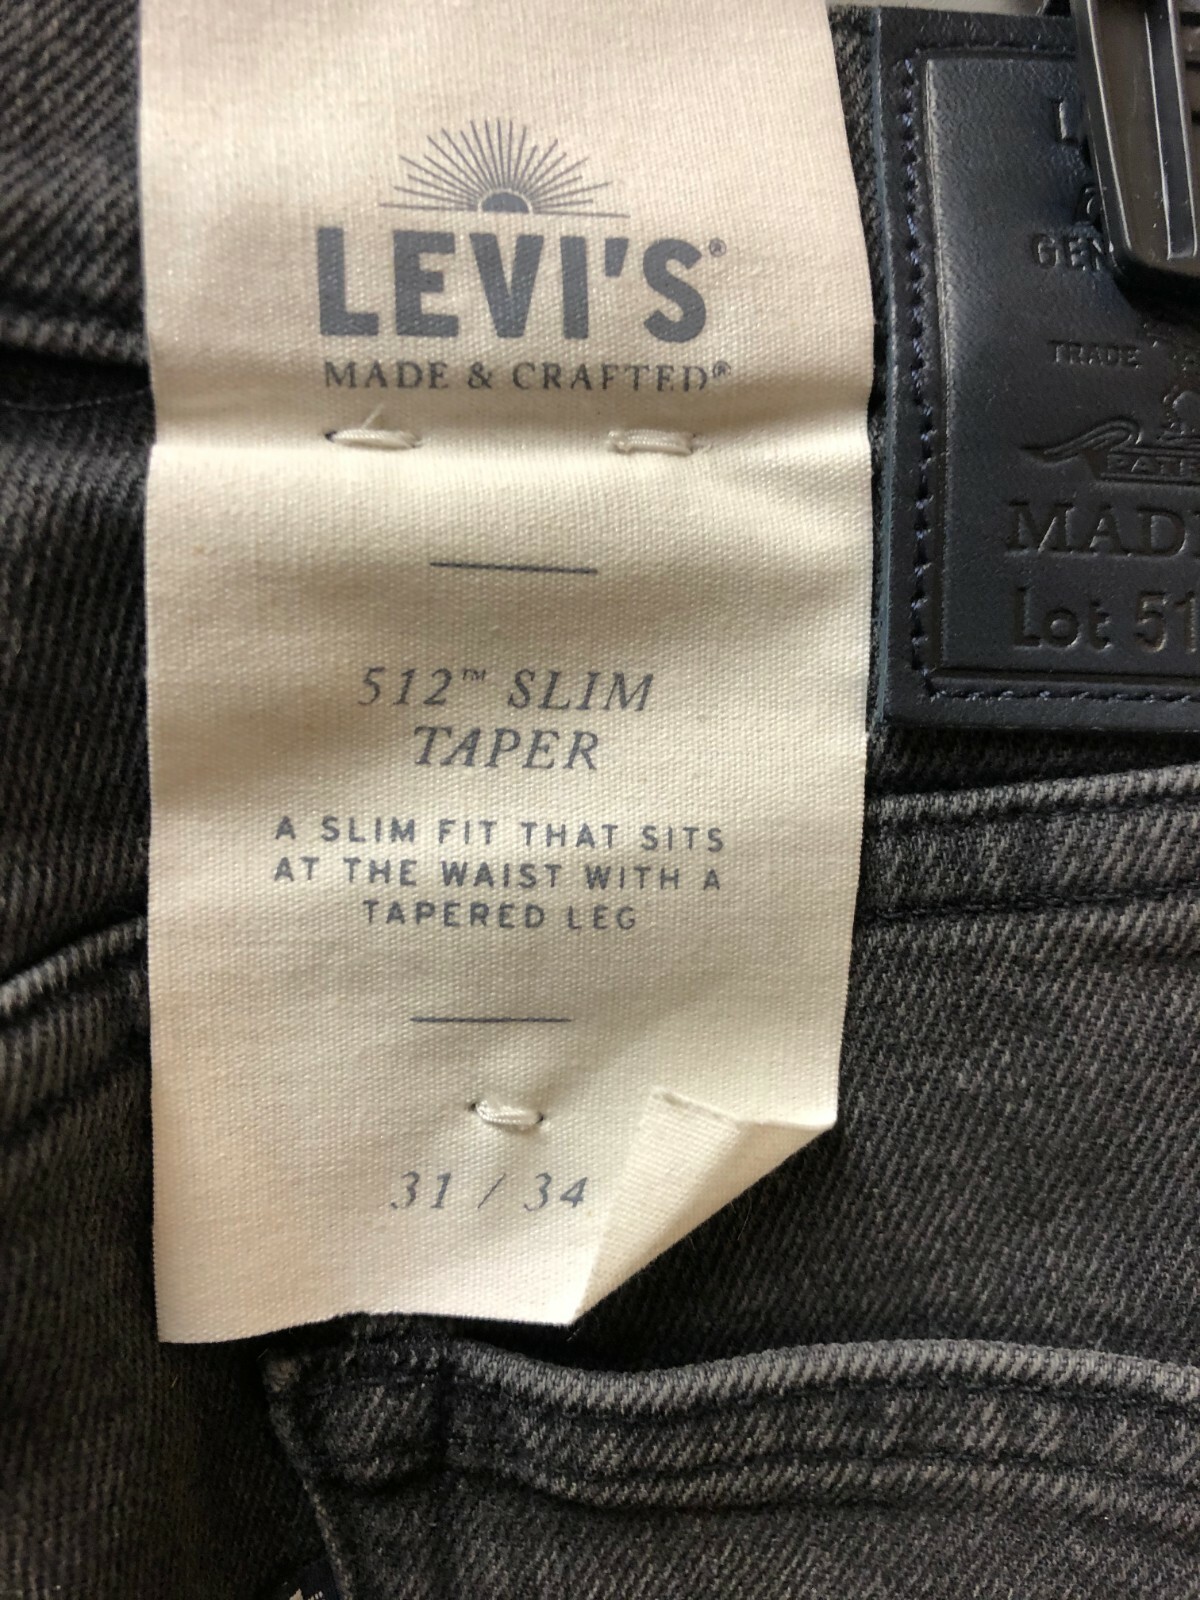 LEVI'S®
MADE & CRAFTED®
512™ SLIM
TAPER
A SLIM FIT THAT SITS
AT THE WAIST WITH A
TAPERED LEG
31 / 34
GEN
TRADE
MAD
Lot 51